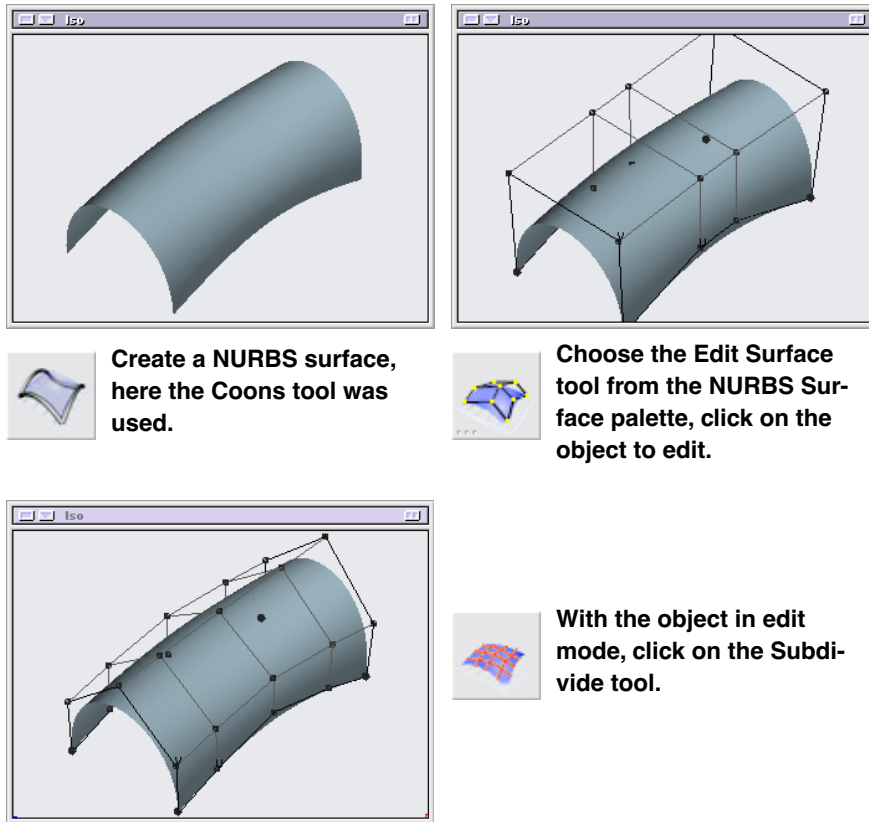 Iso
Iso
Create a NURBS surface,
here the Coons tool was
used.
Choose the Edit Surface
tool from the NURBS Sur-
face palette, click on the
object to edit.
Iso
With the object in edit
mode, click on the Subdi-
vide tool.